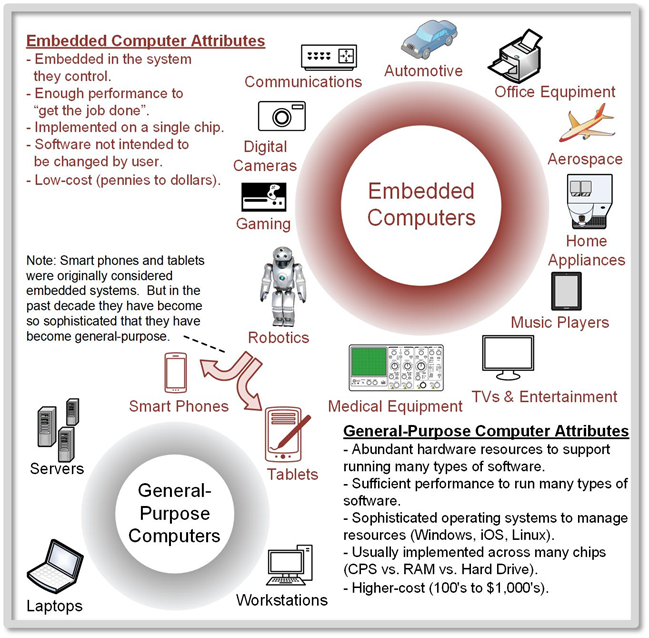 Embedded Computer Attributes
- Embedded in the system
they control.
- Enough performance to
“get the job done”.
- Implemented on a single chip.
- Software not intended to
be changed by user.
- Low-cost (pennies to dollars).
Communications
Automotive
Office Equipment
Digital
Cameras
Aerospace
Embedded
Computers
Gaming
Home
Appliances
Note: Smart phones and tablets
were originally considered
embedded systems.  But in the
past decade they have become
so sophisticated that they have
become general-purpose.
Robotics
Music Players
Smart Phones
Medical Equipment
TVs & Entertainment
Servers
Tablets
General-
Purpose
Computers
Laptops
Workstations
General-Purpose Computer Attributes
- Abundant hardware resources to support
running many types of software.
- Sufficient performance to run many types of
software.
- Sophisticated operating systems to manage
resources (Windows, iOS, Linux).
- Usually implemented across many chips
(CPS vs. RAM vs. Hard Drive).
- Higher-cost (100’s to $1,000’s).